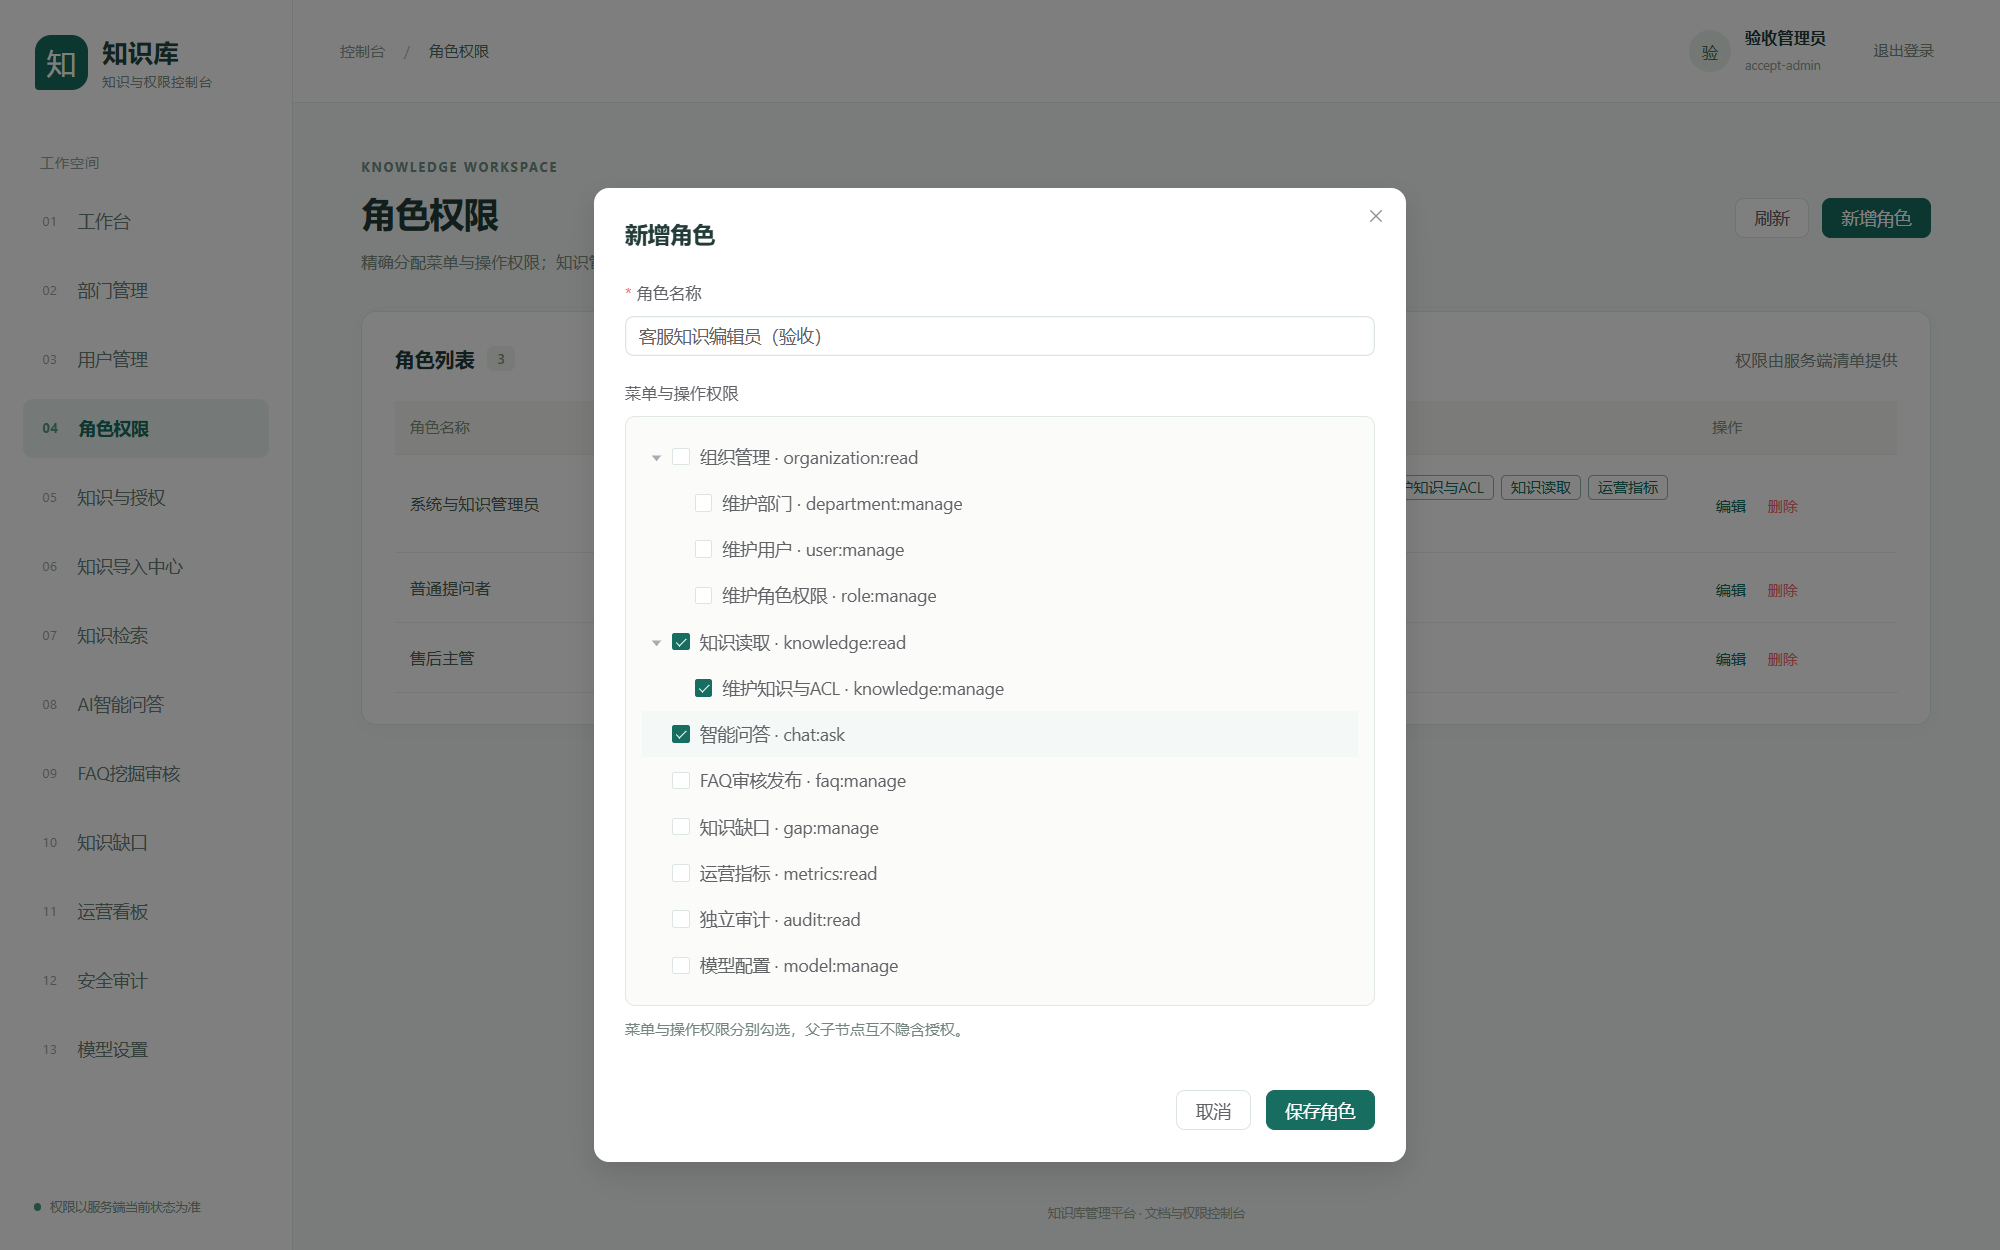 知
知识库
知识与权限控制台
工作空间
01 工作台
02 部门管理
03 用户管理
04 角色权限
05 知识与授权
06 知识导入中心
07 知识检索
08 AI智能问答
09 FAQ挖掘审核
10 知识缺口
11 运营看板
12 安全审计
13 模型设置
权限以服务端当前状态为准
控制台 / 角色权限
验
验收管理员
accept-admin
退出登录
KNOWLEDGE WORKSPACE
角色权限
精确分配菜单与操作权限；知识
刷新
新增角色
角色列表 3
权限由服务端清单提供
角色名称
操作
系统与知识管理员
知识与ACL
知识读取
运营指标
编辑 删除
普通提问者
编辑 删除
售后主管
编辑 删除
新增角色
* 角色名称
客服知识编辑员（验收）
菜单与操作权限
组织管理 · organization:read
维护部门 · department:manage
维护用户 · user:manage
维护角色权限 · role:manage
知识读取 · knowledge:read
维护知识与ACL · knowledge:manage
智能问答 · chat:ask
FAQ审核发布 · faq:manage
知识缺口 · gap:manage
运营指标 · metrics:read
独立审计 · audit:read
模型配置 · model:manage
菜单与操作权限分别勾选，父子节点互不隐含授权。
取消
保存角色
知识库管理平台 · 文档与权限控制台